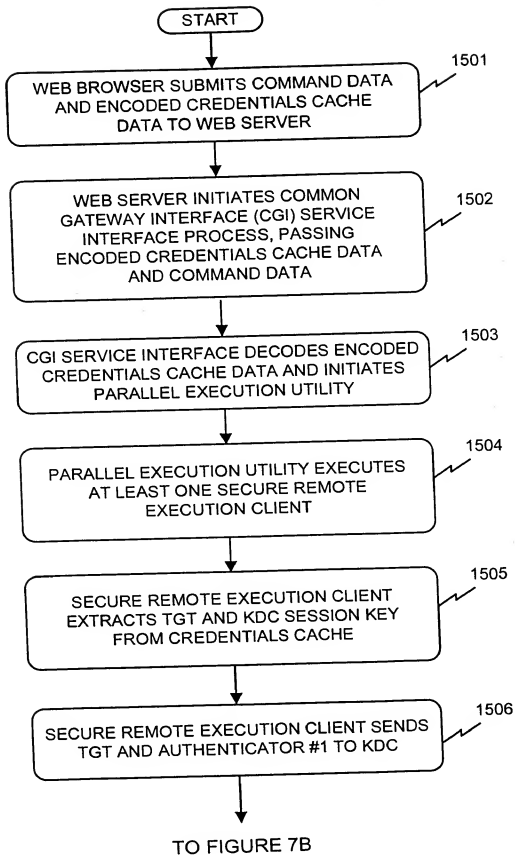 START
1501
WEB BROWSER SUBMITS COMMAND DATA
AND ENCODED CREDENTIALS CACHE
DATA TO WEB SERVER
1502
WEB SERVER INITIATES COMMON
GATEWAY INTERFACE (CGI) SERVICE
INTERFACE PROCESS, PASSING
ENCODED CREDENTIALS CACHE DATA
AND COMMAND DATA
1503
CGI SERVICE INTERFACE DECODES ENCODED
CREDENTIALS CACHE DATA AND INITIATES
PARALLEL EXECUTION UTILITY
1504
PARALLEL EXECUTION UTILITY EXECUTES
AT LEAST ONE SECURE REMOTE
EXECUTION CLIENT
1505
SECURE REMOTE EXECUTION CLIENT
EXTRACTS TGT AND KDC SESSION KEY
FROM CREDENTIALS CACHE
1506
SECURE REMOTE EXECUTION CLIENT SENDS
TGT AND AUTHENTICATOR #1 TO KDC
TO FIGURE 7B